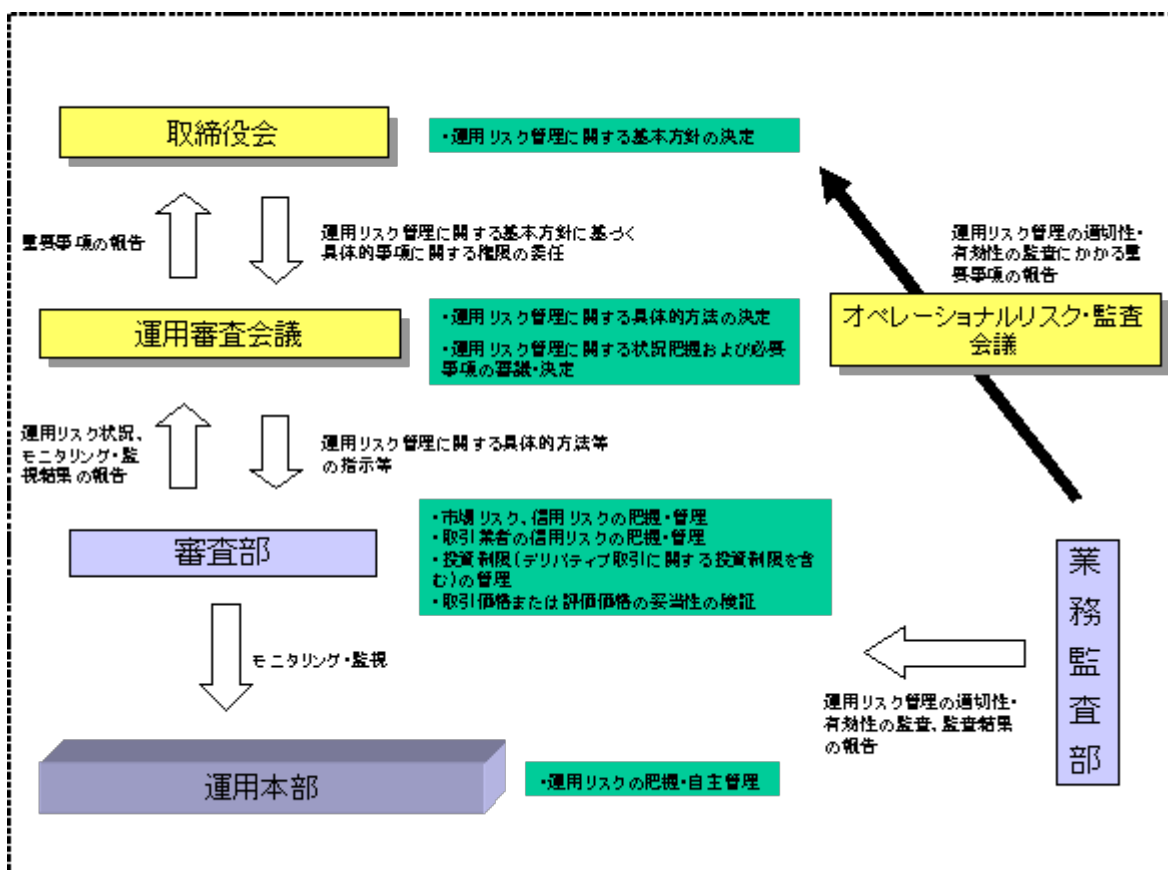 取締役会
・運用リスク管理に関する基本方針の決定
重要事項の報告
運用リスク管理に関する基本方針に基づく
具体的事項に関する権限の委任
運用リスク管理の適切性・
有効性の監査にかかる重
要事項の報告
運用審査会議
・運用リスク管理に関する具体的方法の決定
・運用リスク管理に関する状況把握および必要
事項の審議・決定
オペレーショナルリスク・監査
会議
運用リスク状況、
モニタリング・監
視結果の報告
運用リスク管理に関する具体的方法等
の指示等
審査部
・市場リスク、信用リスクの把握・管理
・取引業者の信用リスクの把握・管理
・投資制限(デリバティブ取引に関する投資制限を含
む)の管理
・取引価格または評価価格の妥当性の検証
業務監査部
モニタリング・監視
運用リスク管理の適切性・
有効性の監査、監査結果
の報告
運用本部
・運用リスクの把握・自主管理